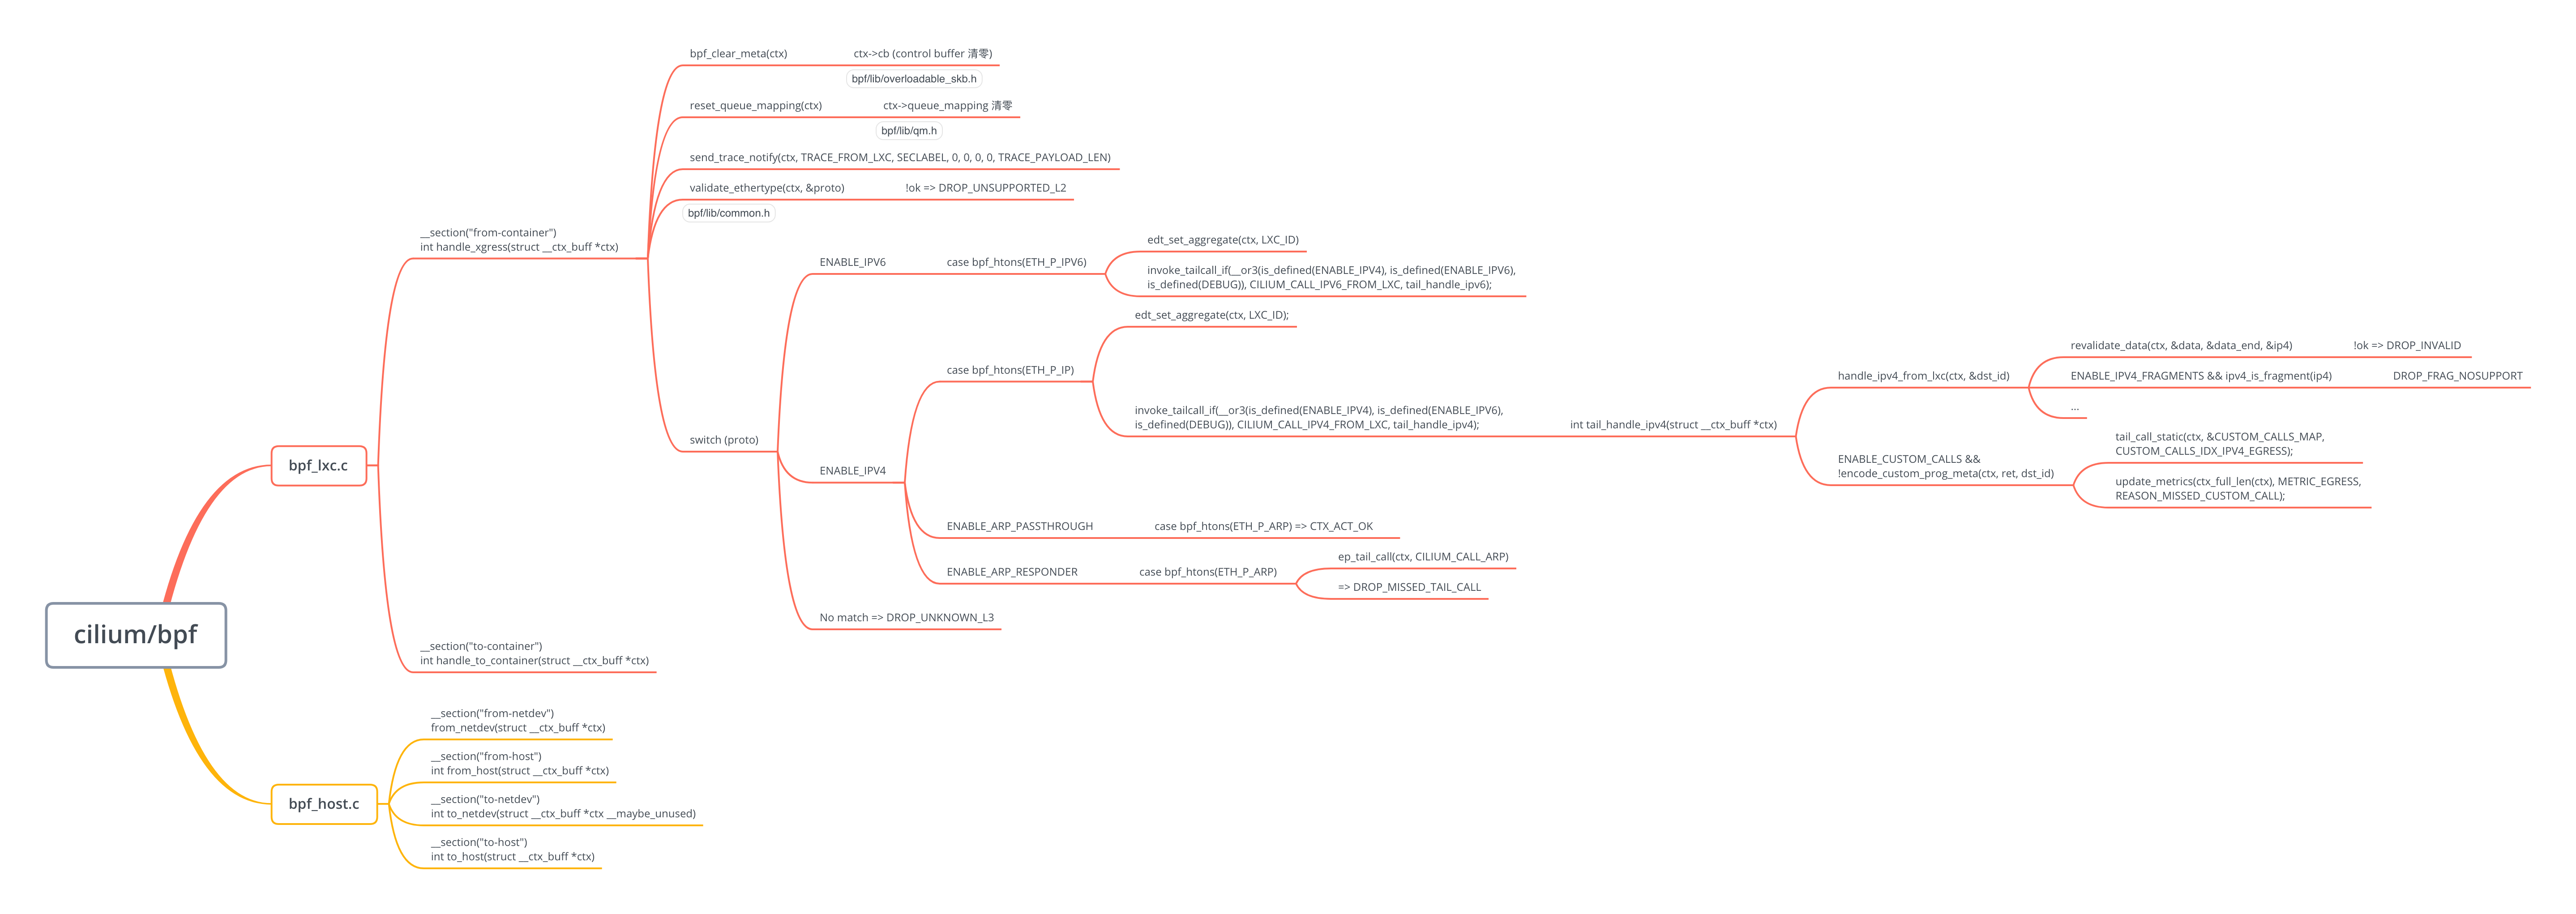 cilium/bpf
bpf_lxc.c
__section("from-container")
int handle_xgress(struct __ctx_buff *ctx)
bpf_clear_meta(ctx)
ctx->cb (control buffer 清零)
bpf/lib/overloadable_skb.h
reset_queue_mapping(ctx)
ctx->queue_mapping 清零
bpf/lib/qm.h
send_trace_notify(ctx, TRACE_FROM_LXC, SECLABEL, 0, 0, 0, 0, TRACE_PAYLOAD_LEN)
validate_ethertype(ctx, &proto)
!ok => DROP_UNSUPPORTED_L2
bpf/lib/common.h
switch (proto)
ENABLE_IPV6
case bpf_htons(ETH_P_IPV6)
edt_set_aggregate(ctx, LXC_ID)
invoke_tailcall_if(__or3(is_defined(ENABLE_IPV4), is_defined(ENABLE_IPV6),
is_defined(DEBUG)), CILIUM_CALL_IPV6_FROM_LXC, tail_handle_ipv6);
ENABLE_IPV4
case bpf_htons(ETH_P_IP)
edt_set_aggregate(ctx, LXC_ID);
invoke_tailcall_if(__or3(is_defined(ENABLE_IPV4), is_defined(ENABLE_IPV6),
is_defined(DEBUG)), CILIUM_CALL_IPV4_FROM_LXC, tail_handle_ipv4);
int tail_handle_ipv4(struct __ctx_buff *ctx)
handle_ipv4_from_lxc(ctx, &dst_id)
revalidate_data(ctx, &data, &data_end, &ip4)
!ok => DROP_INVALID
ENABLE_IPV4_FRAGMENTS && ipv4_is_fragment(ip4)
DROP_FRAG_NOSUPPORT
...
ENABLE_CUSTOM_CALLS &&
!encode_custom_prog_meta(ctx, ret, dst_id)
tail_call_static(ctx, &CUSTOM_CALLS_MAP,
CUSTOM_CALLS_IDX_IPV4_EGRESS);
update_metrics(ctx_full_len(ctx), METRIC_EGRESS,
REASON_MISSED_CUSTOM_CALL);
ENABLE_ARP_PASSTHROUGH
case bpf_htons(ETH_P_ARP) => CTX_ACT_OK
ENABLE_ARP_RESPONDER
case bpf_htons(ETH_P_ARP)
ep_tail_call(ctx, CILIUM_CALL_ARP)
=> DROP_MISSED_TAIL_CALL
No match => DROP_UNKNOWN_L3
__section("to-container")
int handle_to_container(struct __ctx_buff *ctx)
bpf_host.c
__section("from-netdev")
from_netdev(struct __ctx_buff *ctx)
__section("from-host")
int from_host(struct __ctx_buff *ctx)
__section("to-netdev")
int to_netdev(struct __ctx_buff *ctx __maybe_unused)
__section("to-host")
int to_host(struct __ctx_buff *ctx)